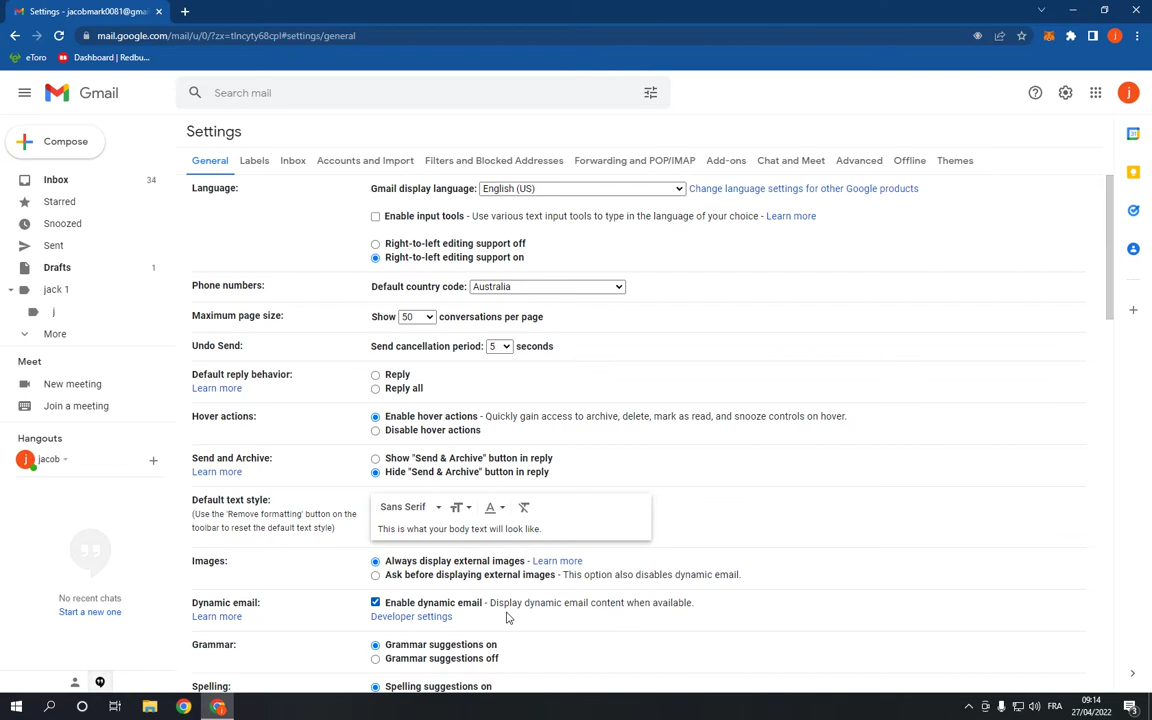 Settings - jacobmark0081@gmai
mail.google.com/mail/u/0/?zx=tlncyty68cpl#settings/general
eToro
Dashboard | Redbu...
j
Gmail
Search mail
j
Compose
Inbox 34
Starred
Snoozed
Sent
Drafts 1
jack 1
j
More
Meet
New meeting
Join a meeting
Hangouts
j jacob
No recent chats
Start a new one
Settings
General Labels Inbox Accounts and Import Filters and Blocked Addresses Forwarding and POP/IMAP Add-ons Chat and Meet Advanced Offline Themes
Language: Gmail display language: English (US) Change language settings for other Google products
Enable input tools - Use various text input tools to type in the language of your choice - Learn more
Right-to-left editing support off
Right-to-left editing support on
Phone numbers: Default country code: Australia
Maximum page size: Show 50 conversations per page
Undo Send: Send cancellation period: 5 seconds
Default reply behavior: Reply
Learn more Reply all
Hover actions: Enable hover actions - Quickly gain access to archive, delete, mark as read, and snooze controls on hover.
Disable hover actions
Send and Archive: Show "Send & Archive" button in reply
Learn more Hide "Send & Archive" button in reply
Default text style:
(Use the 'Remove formatting' button on the
toolbar to reset the default text style)
Sans Serif
This is what your body text will look like.
Images: Always display external images - Learn more
Ask before displaying external images - This option also disables dynamic email.
Dynamic email: Enable dynamic email - Display dynamic email content when available.
Learn more Developer settings
Grammar: Grammar suggestions on
Grammar suggestions off
Spelling: Spelling suggestions on
FRA
09:14
27/04/2022
3